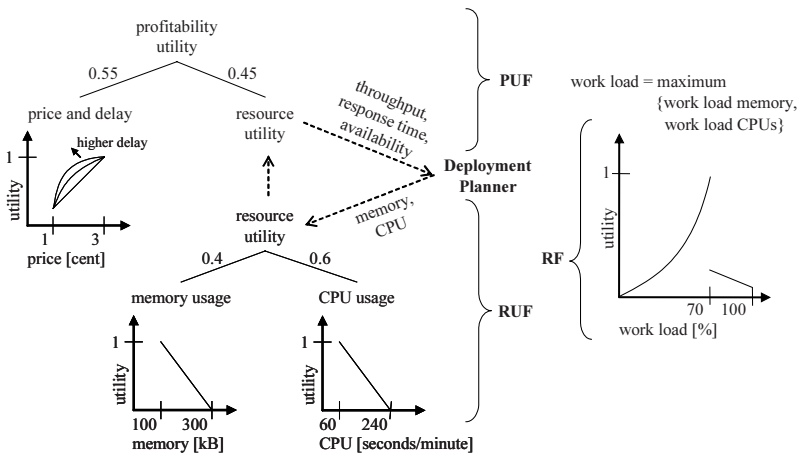 profitability
utility
0.55
0.45
price and delay
resource
utility
throughput,
response time,
availability
PUF
higher delay
1
utility
1
3
price [cent]
Deployment
Planner
memory,
CPU
resource
utility
0.4
0.6
memory usage
CPU usage
RUF
1
utility
100
300
memory [kB]
1
utility
60
240
CPU [seconds/minute]
work load = maximum
{work load memory,
work load CPUs}
RF
1
utility
70
100
work load [%]